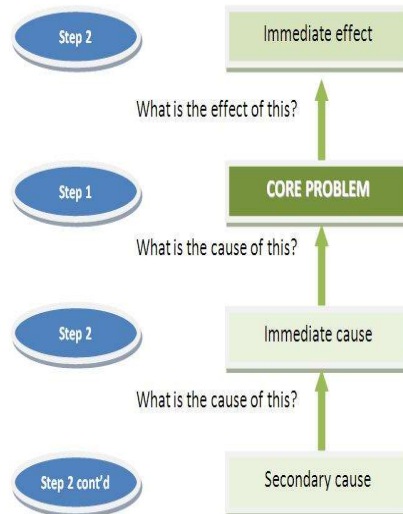 Step 2
Immediate effect
What is the effect of this?
Step 1
CORE PROBLEM
What is the cause of this?
Step 2
Immediate cause
What is the cause of this?
Step 2 cont'd
Secondary cause